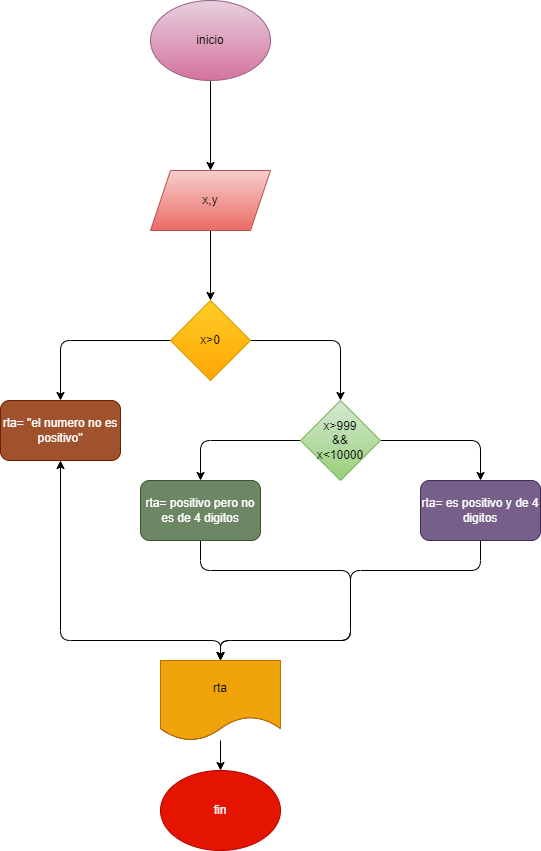 inicio
x,y
x>0
rta= "el numero no es
positivo"
x>999
&&
x<10000
rta= positivo pero no
es de 4 digitos
rta= es positivo y de 4
digitos
rta
fin